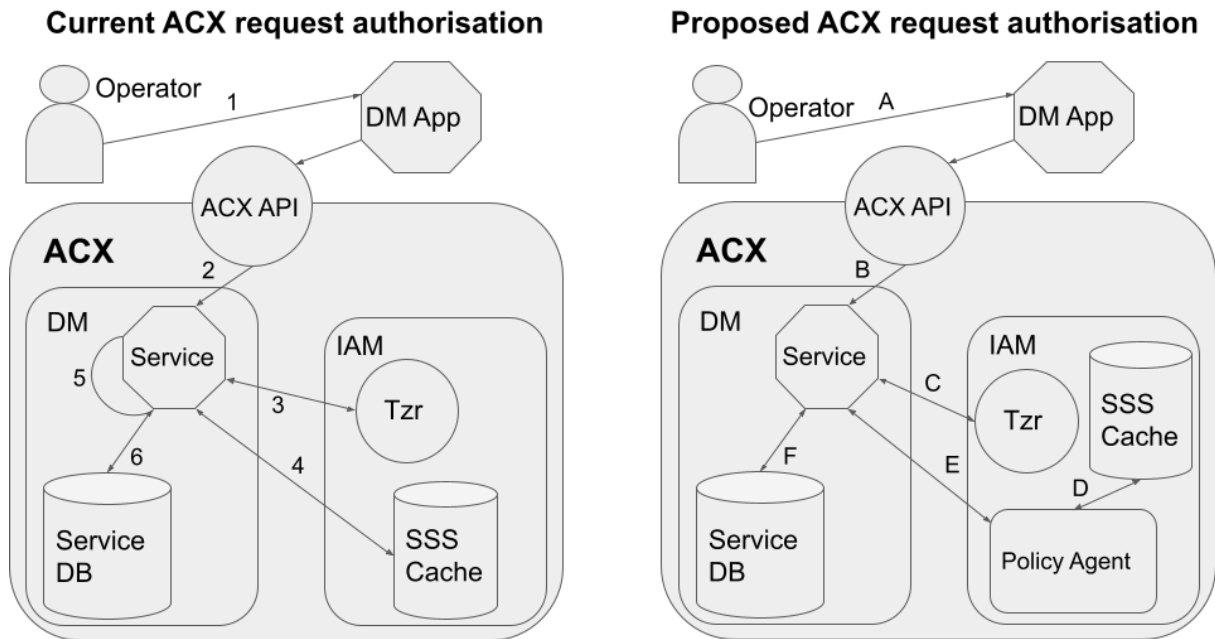 Current ACX request authorisation
Operator
1
DM App
ACX API
ACX
2
DM
Service
IAM
5
3
Tzr
4
6
Service
DB
SSS
Cache
Proposed ACX request authorisation
Operator
A
DM App
ACX API
ACX
B
DM
Service
IAM
C
Tzr
SSS
Cache
F
E
D
Service
DB
Policy Agent